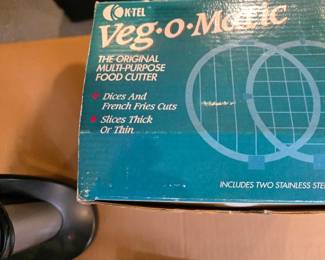 K-TEL
Veg•O•Matic
THE ORIGINAL
MULTI-PURPOSE
FOOD CUTTER
Dices And
French Fries Cuts
Slices Thick
Or Thin
INCLUDES TWO STAINLESS STE